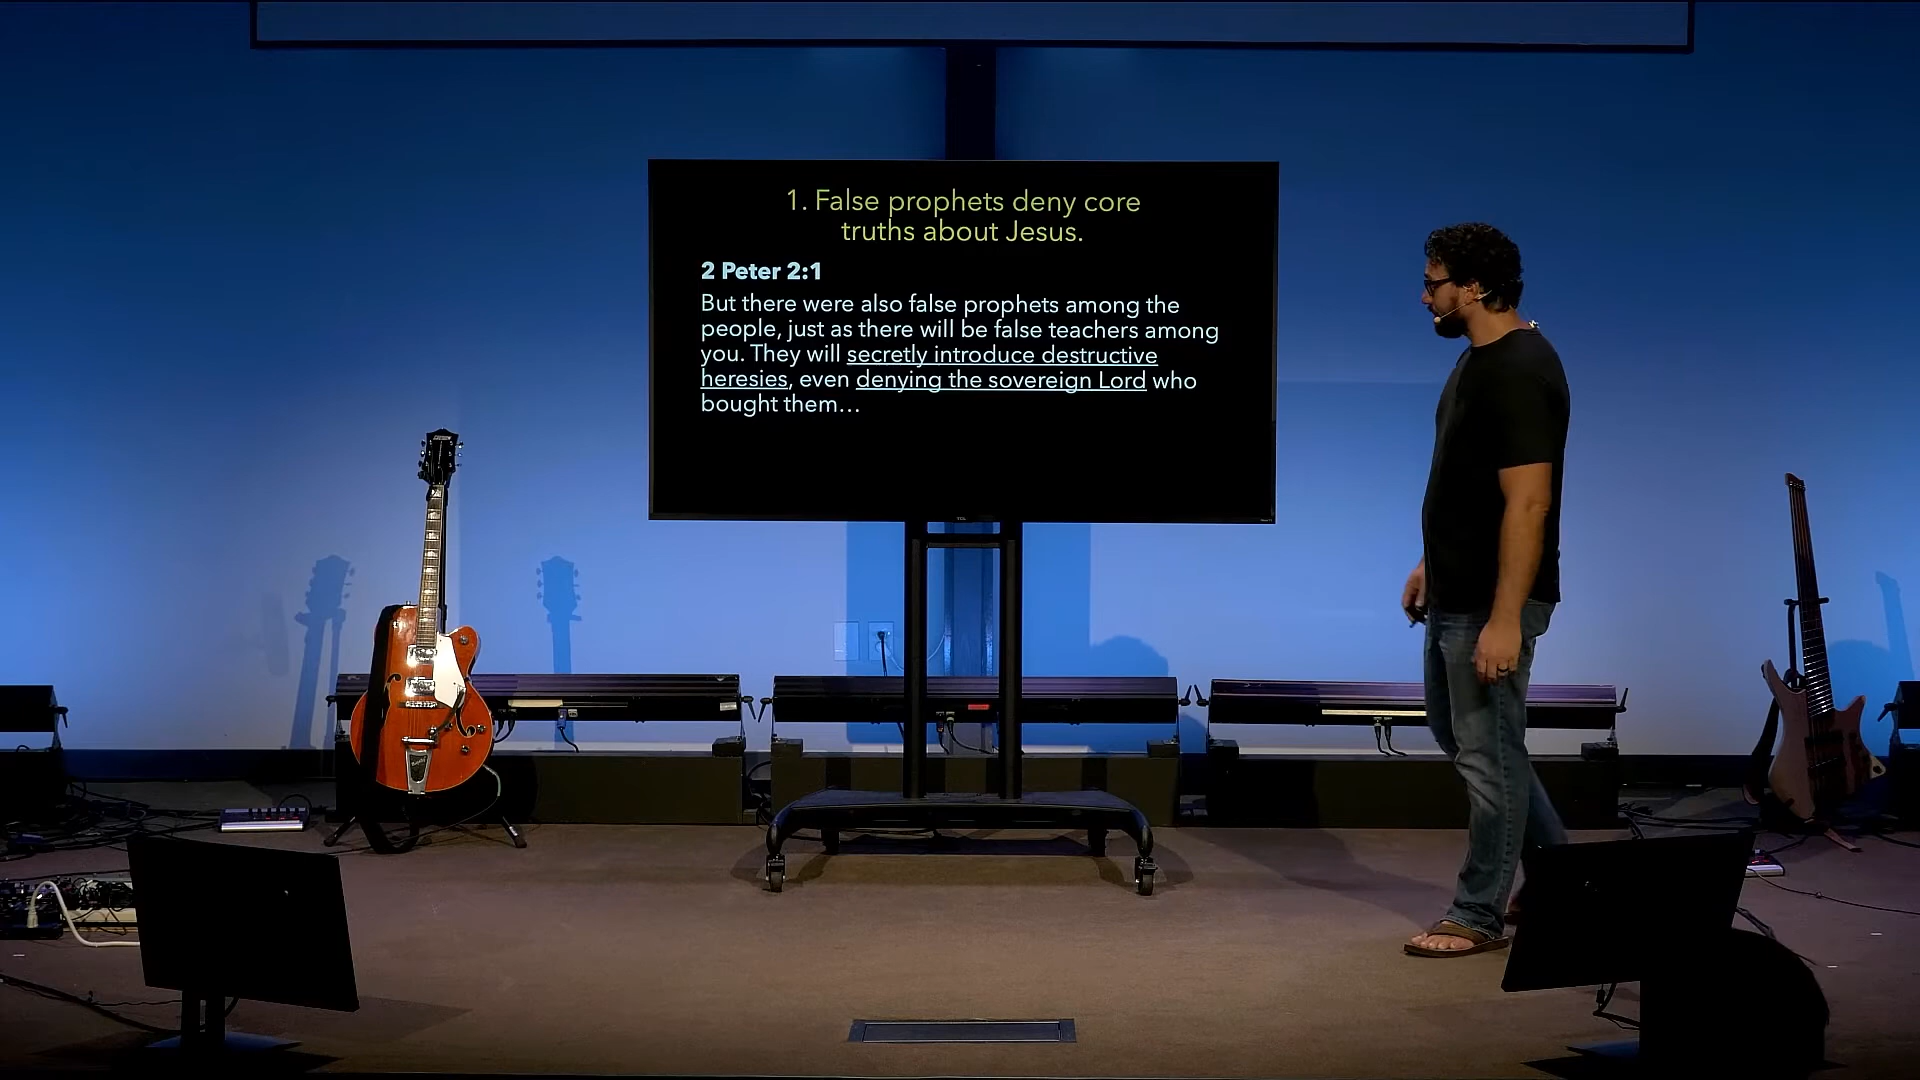 1. False prophets deny core
truths about Jesus.
2 Peter 2:1
But there were also false prophets among the
people, just as there will be false teachers among
you. They will secretly introduce destructive
heresies, even denying the sovereign Lord who
bought them…
TCL